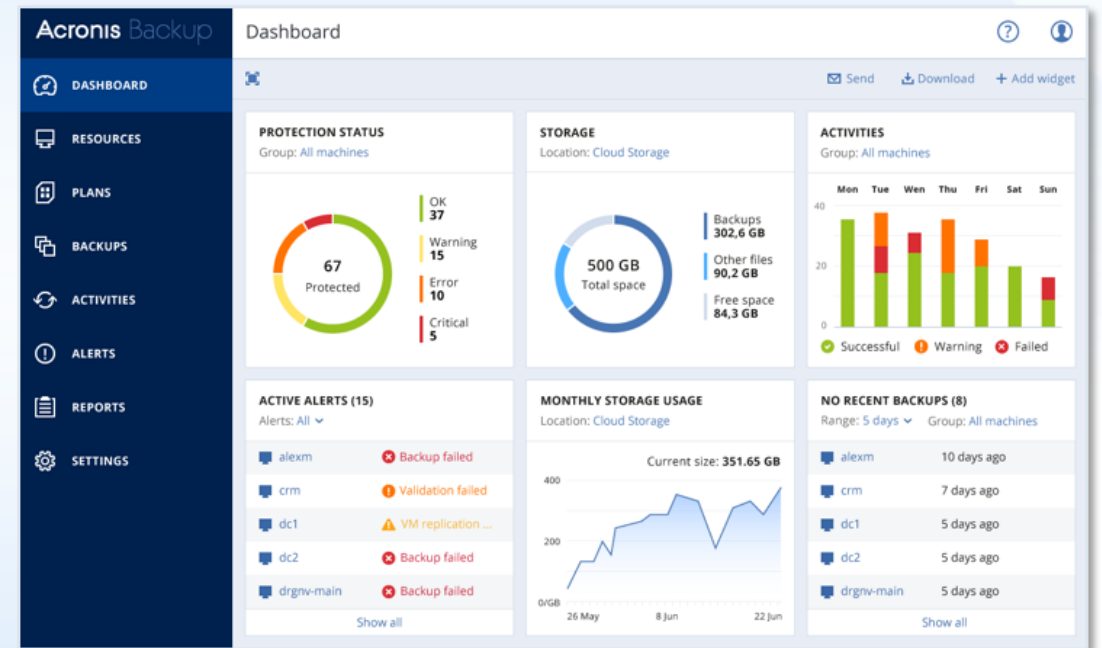 Acronis Backup
Dashboard
DASHBOARD
RESOURCES
PLANS
BACKUPS
ACTIVITIES
ALERTS
REPORTS
SETTINGS
Send Download + Add widget
PROTECTION STATUS
Group: All machines
67
Protected
OK
37
Warning
15
Error
10
Critical
5
STORAGE
Location: Cloud Storage
500 GB
Total space
Backups
302,6 GB
Other files
90,2 GB
Free space
84,3 GB
ACTIVITIES
Group: All machines
Mon Tue Wen Thu Fri Sat Sun
40
20
0
Successful Warning Failed
ACTIVE ALERTS (15)
Alerts: All
alexm Backup failed
crm Validation failed
dc1 VM replication ...
dc2 Backup failed
drgnv-main Backup failed
Show all
MONTHLY STORAGE USAGE
Location: Cloud Storage
Current size: 351.65 GB
400
200
0/GB
26 May 8 Jun 22 Jun
NO RECENT BACKUPS (8)
Range: 5 days Group: All machines
alexm 10 days ago
crm 7 days ago
dc1 5 days ago
dc2 5 days ago
drgnv-main 5 days ago
Show all